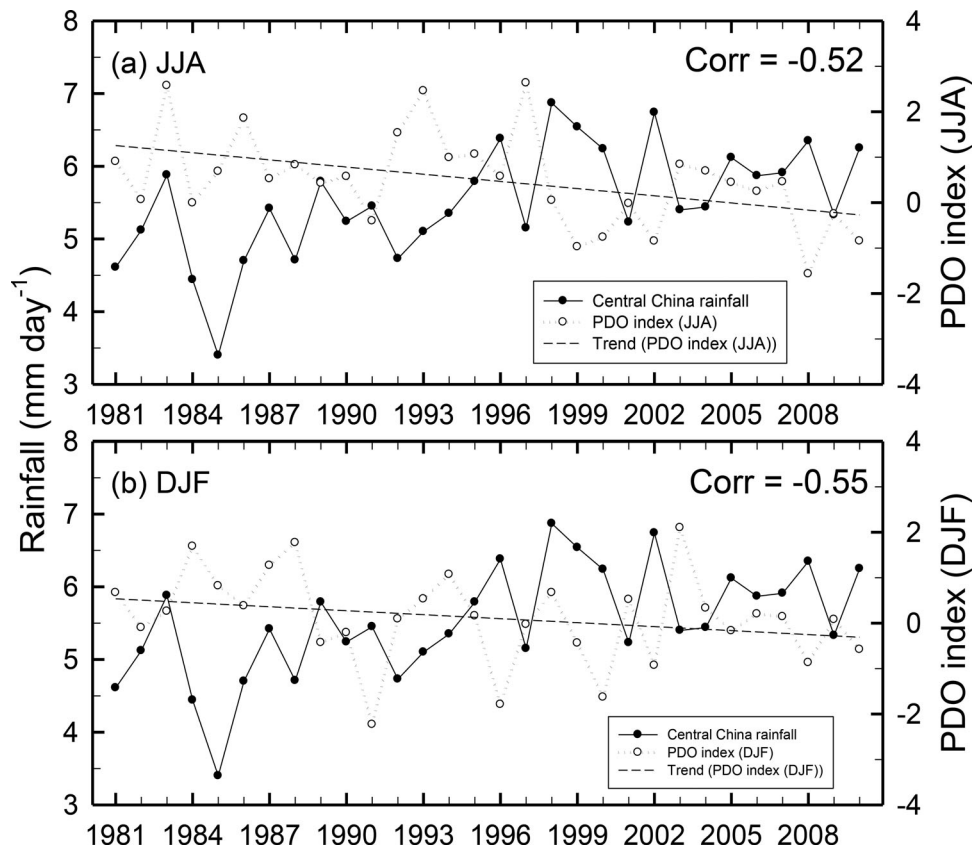 8
7
6
5
4
3
(a) JJA
Corr = -0.52
4
2
0
-2
-4
Central China rainfall
PDO index (JJA)
Trend (PDO index (JJA))
1981 1984 1987 1990 1993 1996 1999 2002 2005 2008
PDO index (JJA)
Rainfall (mm day-1)
8
7
6
5
4
3
(b) DJF
Corr = -0.55
4
2
0
-2
-4
Central China rainfall
PDO index (DJF)
Trend (PDO index (DJF))
1981 1984 1987 1990 1993 1996 1999 2002 2005 2008
PDO index (DJF)